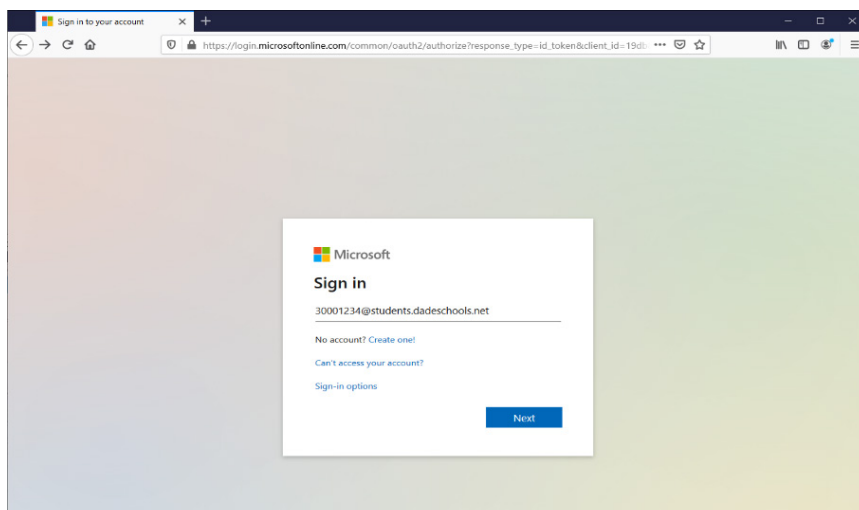 Sign in to your account
https://login.microsoftonline.com/common/oauth2/authorize?response_type=id_token&client_id=19db
Microsoft
Sign in
30001234@students.dadeschools.net
No account? Create one!
Can't access your account?
Sign-in options
Next